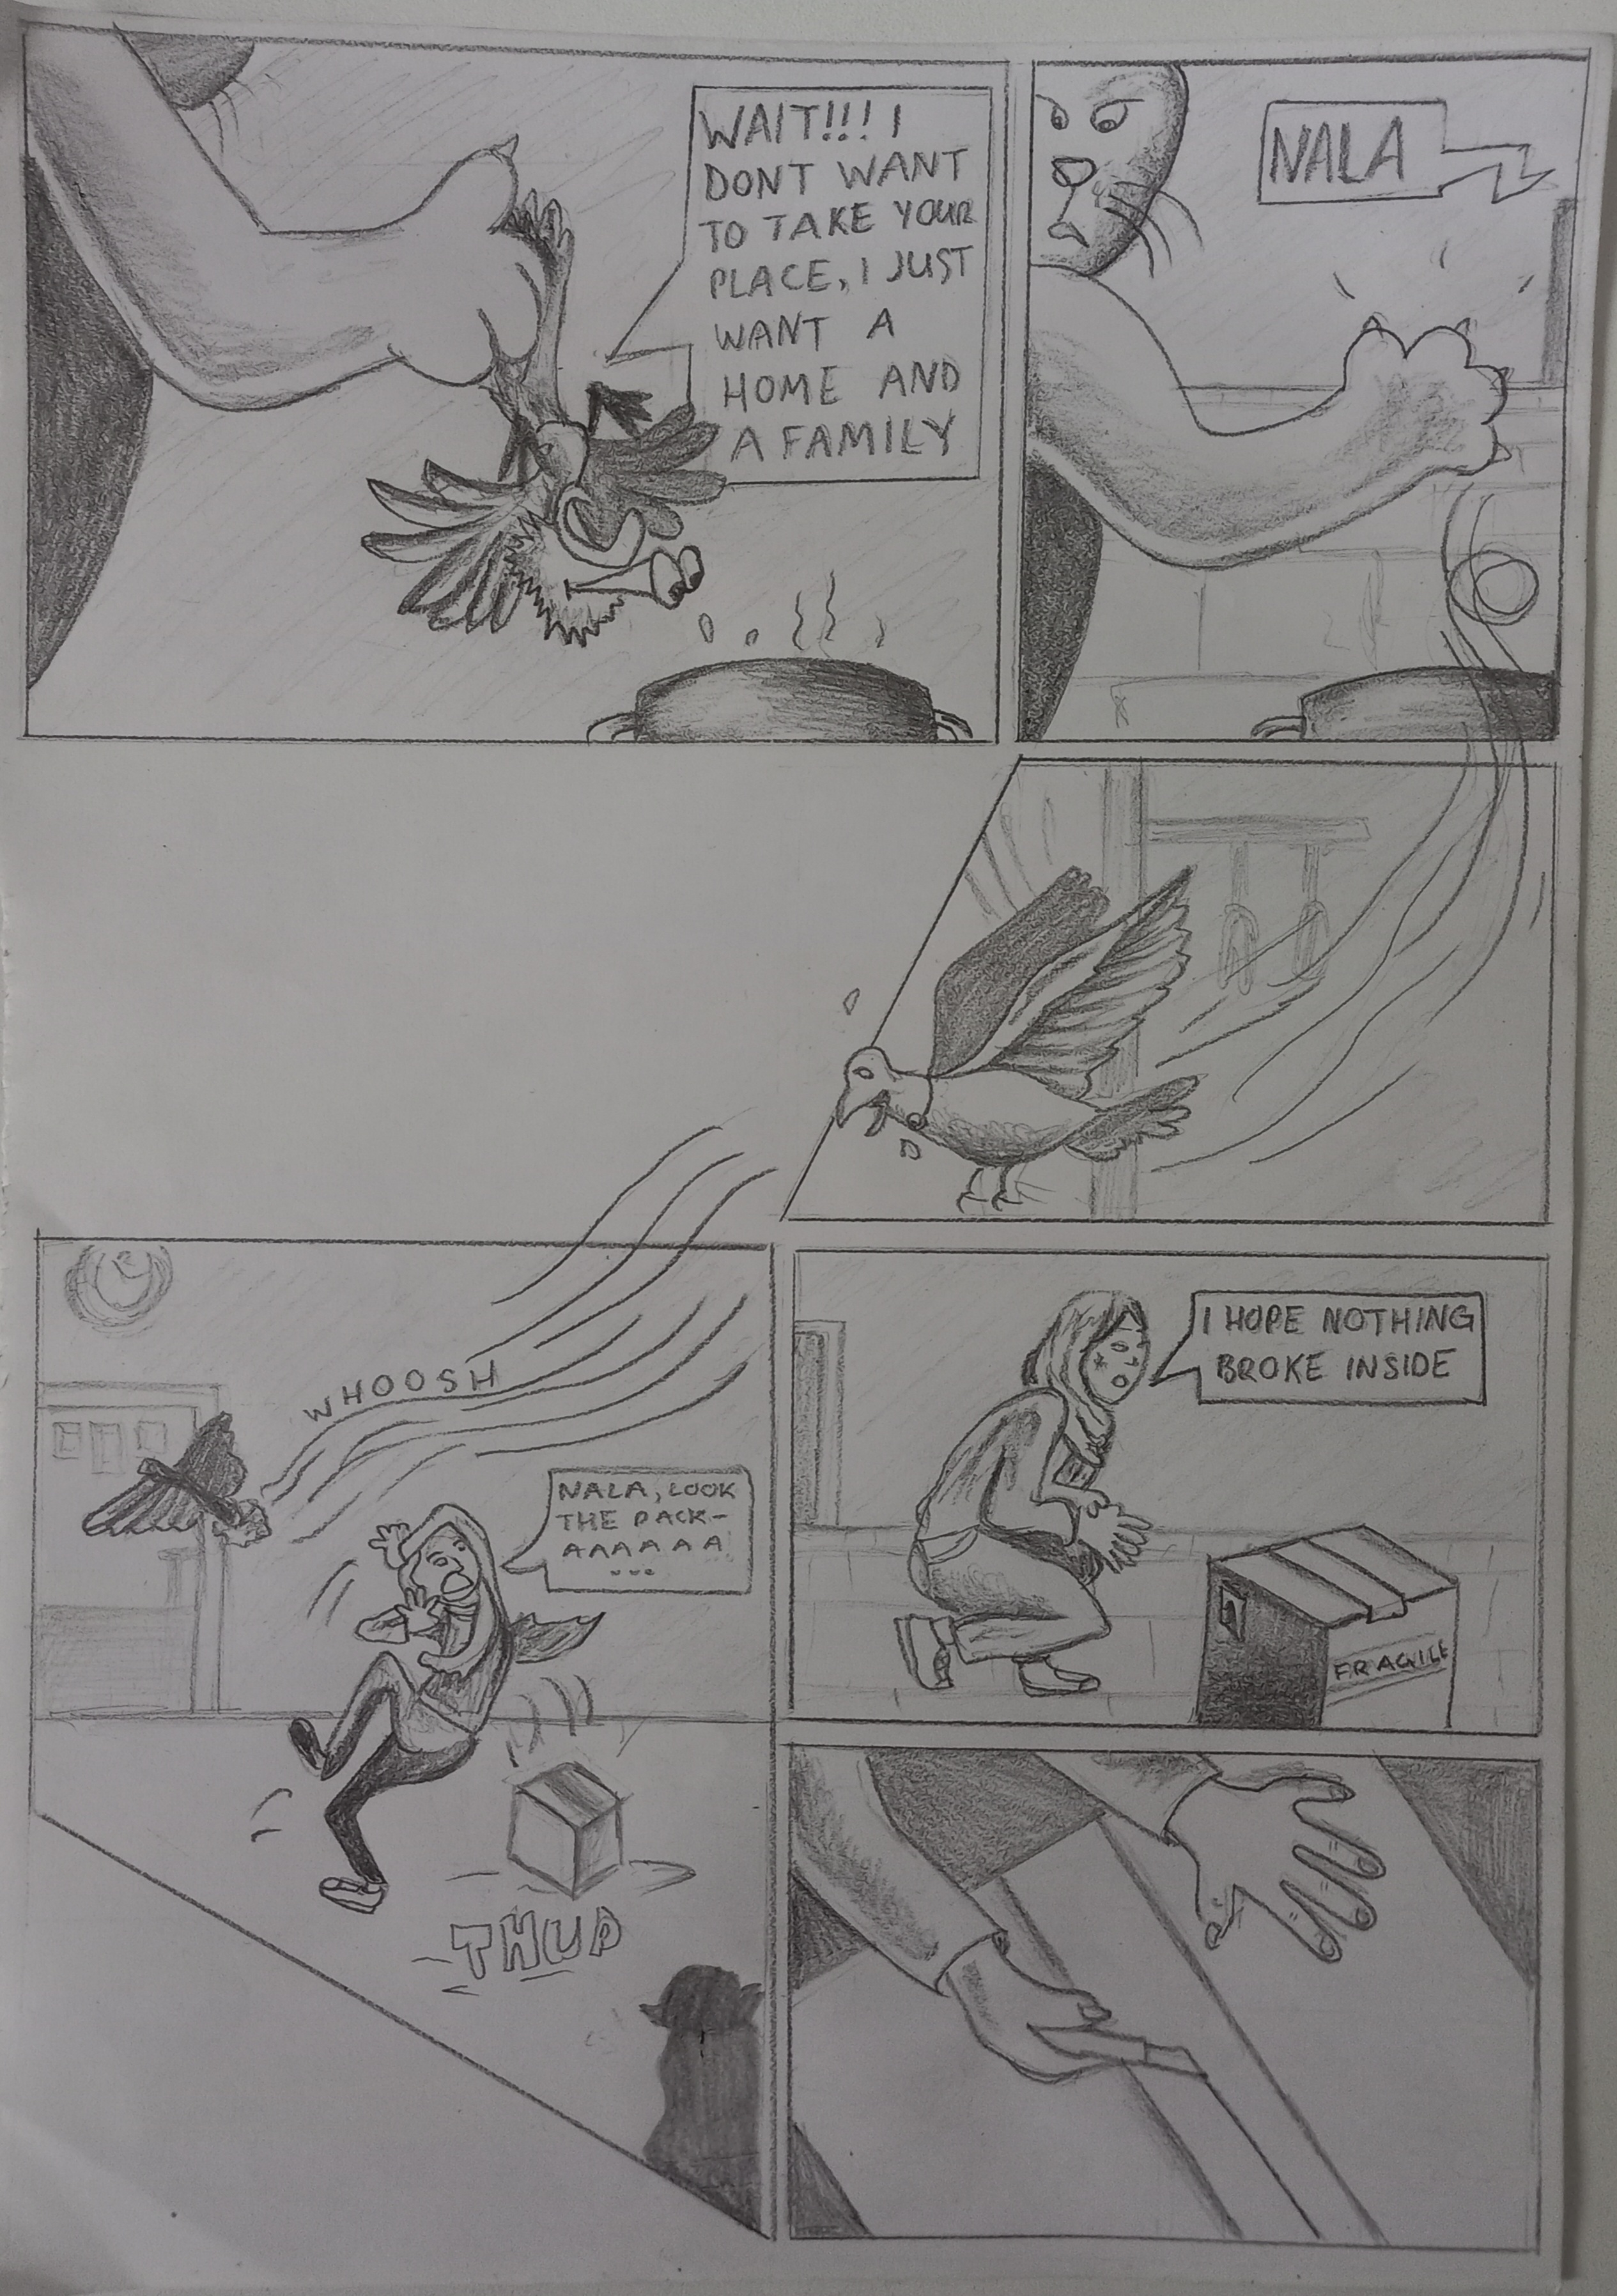 WAIT!!! I
DONT WANT
TO TAKE YOUR
PLACE, I JUST
WANT A
HOME AND
A FAMILY
NALA
WHOOSH
NALA, LOOK
THE PACK-
AAAAAA
...
THUD
I HOPE NOTHING
BROKE INSIDE
FRAGILE